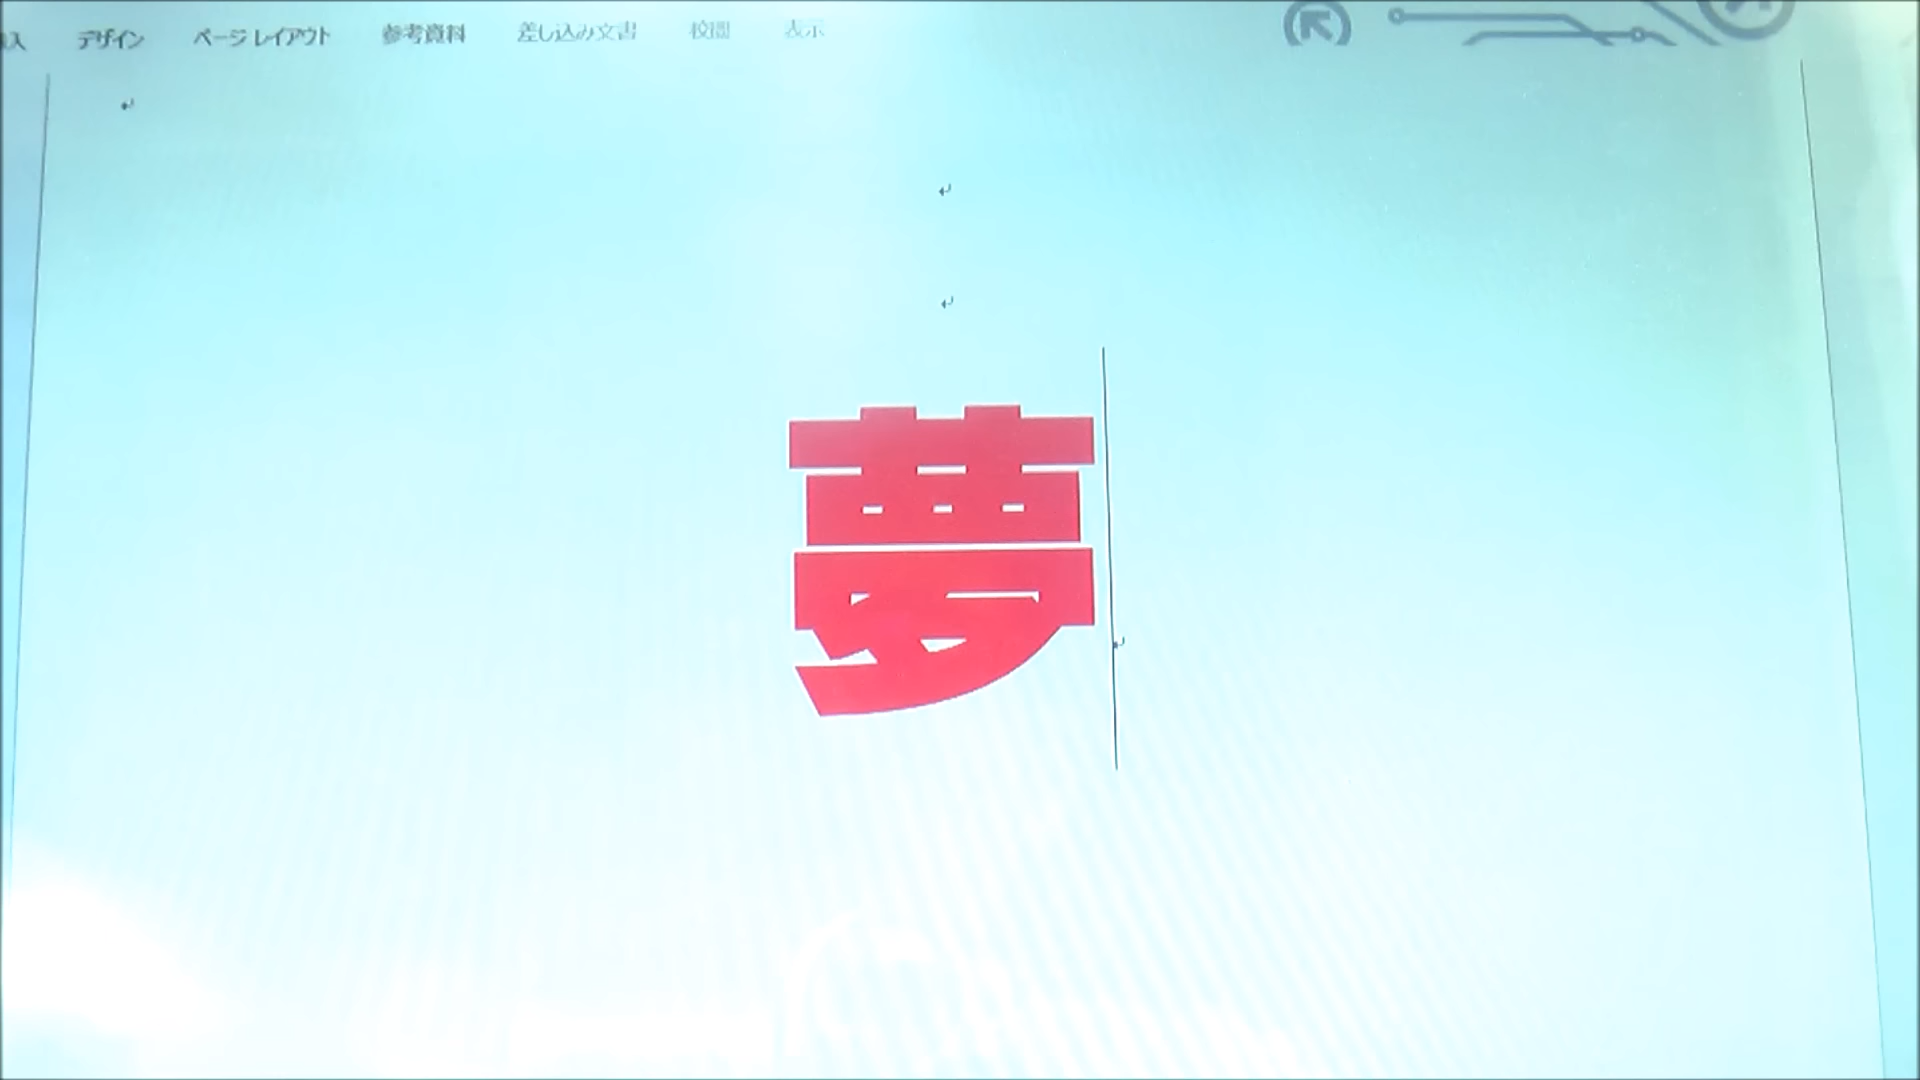 入 デザイン ページ レイアウト 参考資料 差し込み文書 校閲 表示
夢